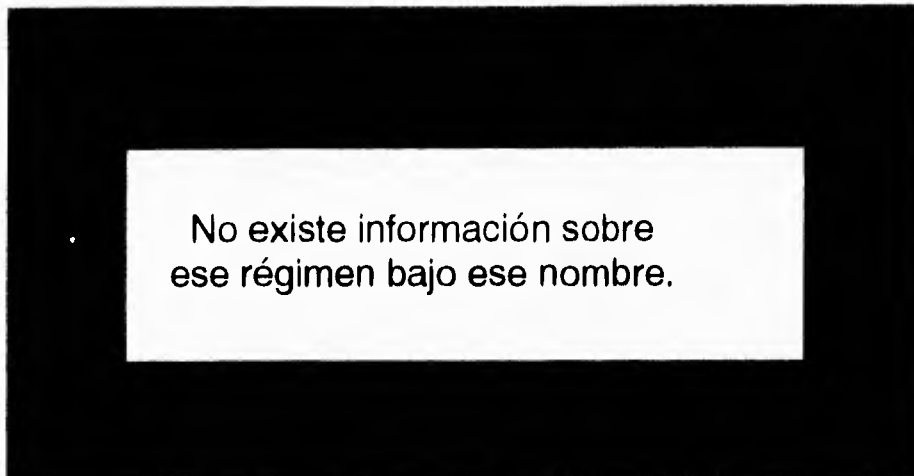 No existe información sobre
ese régimen bajo ese nombre.